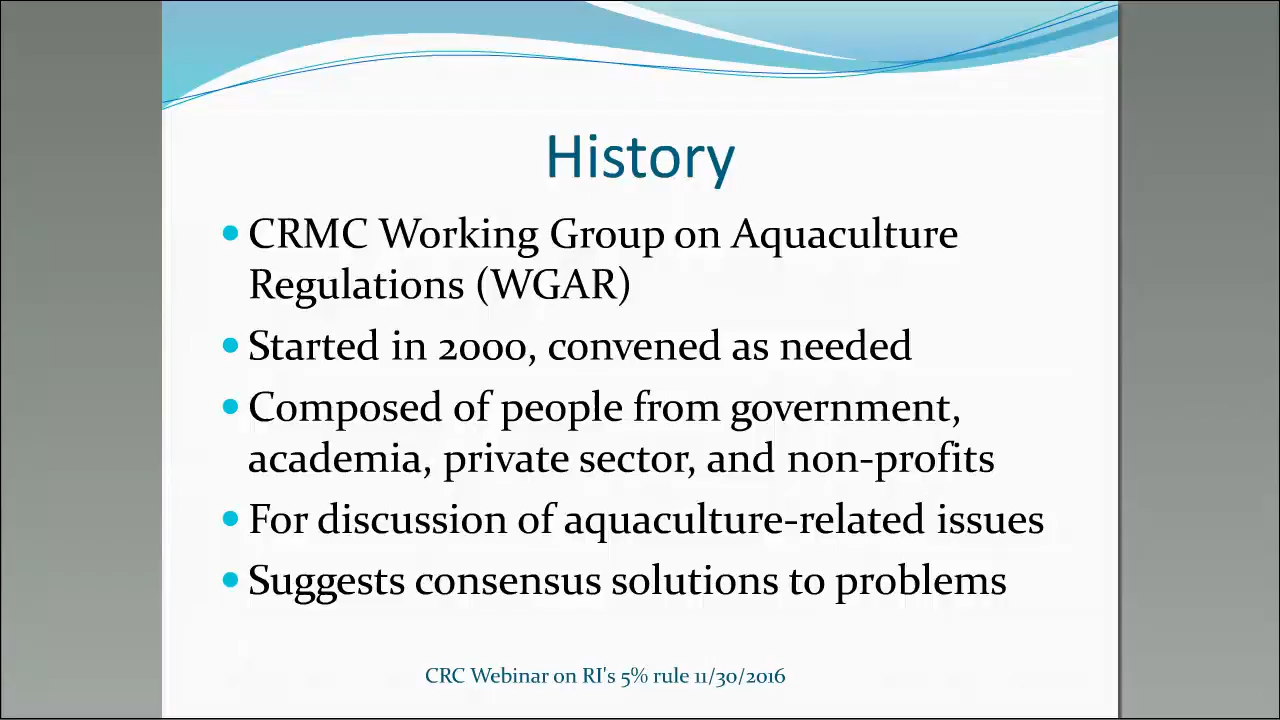 History
• CRMC Working Group on Aquaculture
Regulations (WGAR)
• Started in 2000, convened as needed
• Composed of people from government,
academia, private sector, and non-profits
• For discussion of aquaculture-related issues
• Suggests consensus solutions to problems
CRC Webinar on RI's 5% rule 11/30/2016